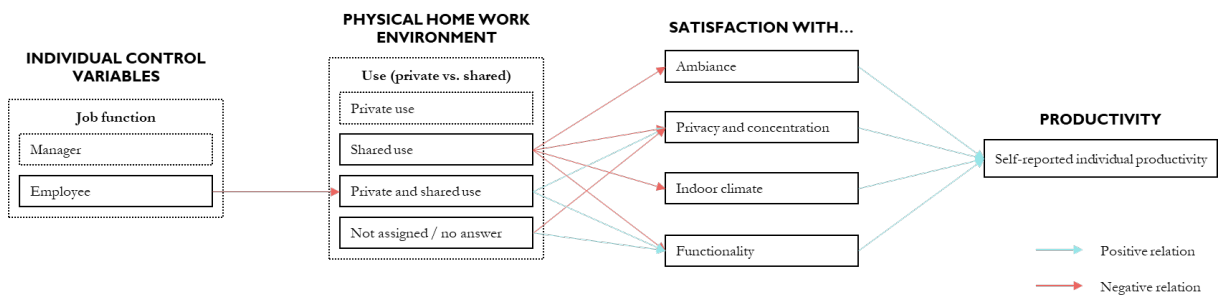 INDIVIDUAL CONTROL
VARIABLES
Job function
Manager
Employee
PHYSICAL HOME WORK
ENVIRONMENT
Use (private vs. shared)
Private use
Shared use
Private and shared use
Not assigned / no answer
SATISFACTION WITH...
Ambiance
Privacy and concentration
Indoor climate
Functionality
PRODUCTIVITY
Self-reported individual productivity
Positive relation
Negative relation